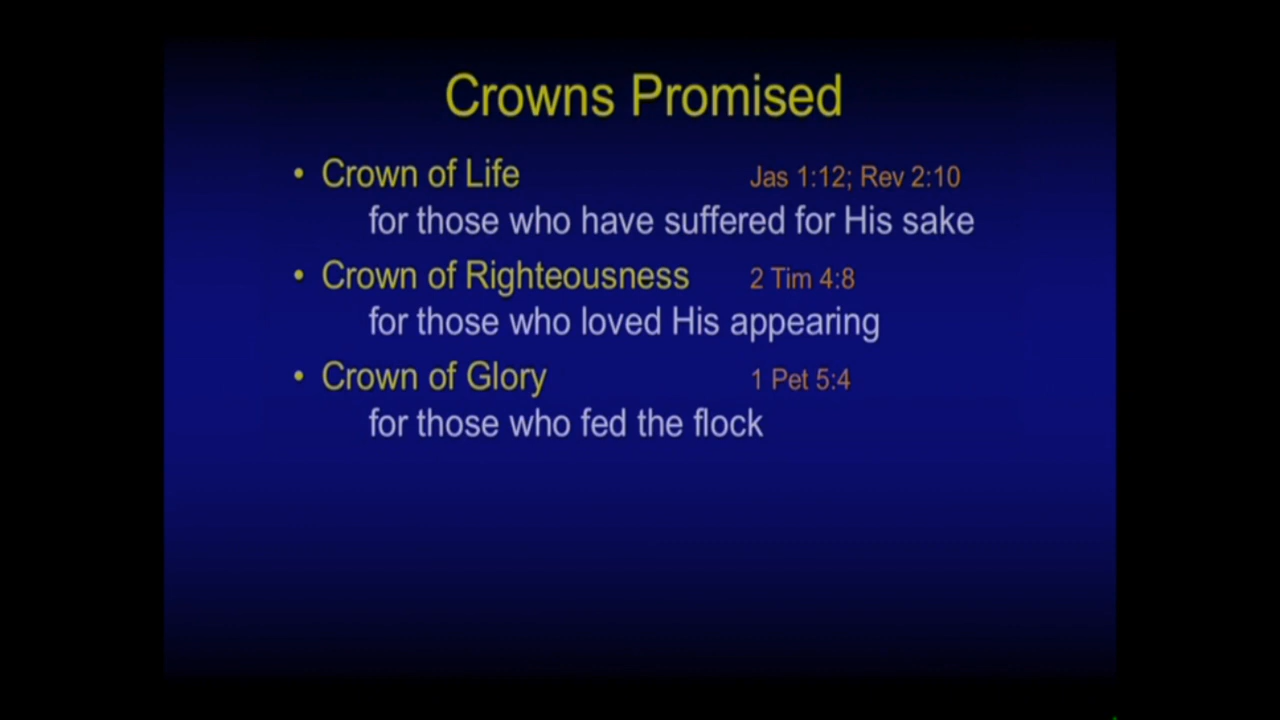 Crowns Promised
• Crown of Life Jas 1:12; Rev 2:10
for those who have suffered for His sake
• Crown of Righteousness 2 Tim 4:8
for those who loved His appearing
• Crown of Glory 1 Pet 5:4
for those who fed the flock